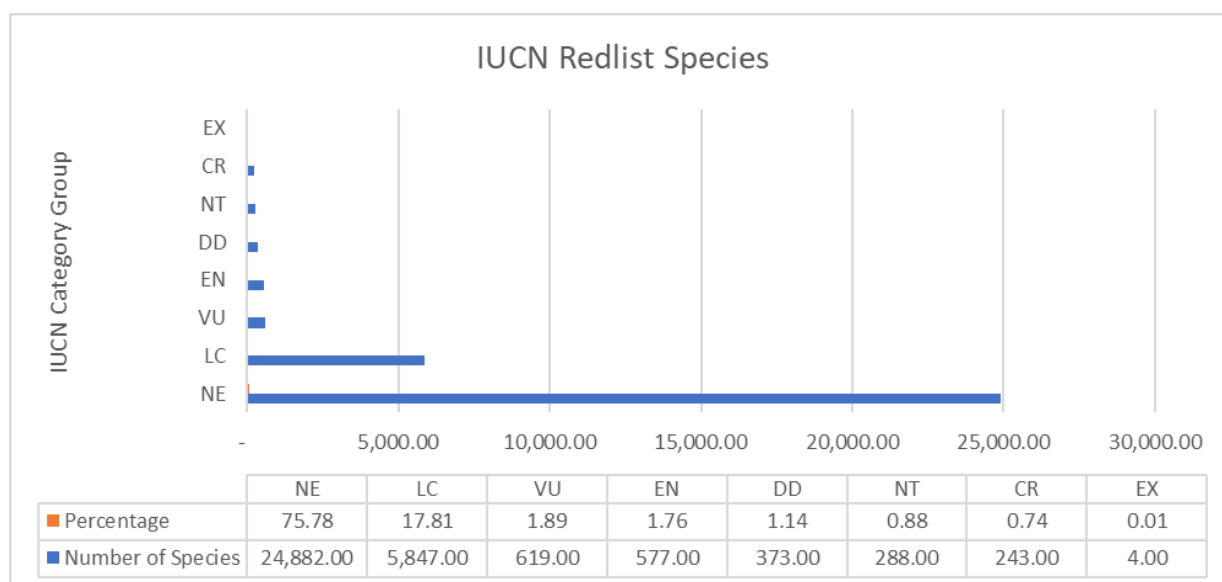 IUCN Redlist Species
IUCN Category Group
EX
CR
NT
DD
EN
VU
LC
NE
- 5,000.00 10,000.00 15,000.00 20,000.00 25,000.00 30,000.00
NE LC VU EN DD NT CR EX
Percentage 75.78 17.81 1.89 1.76 1.14 0.88 0.74 0.01
Number of Species 24,882.00 5,847.00 619.00 577.00 373.00 288.00 243.00 4.00